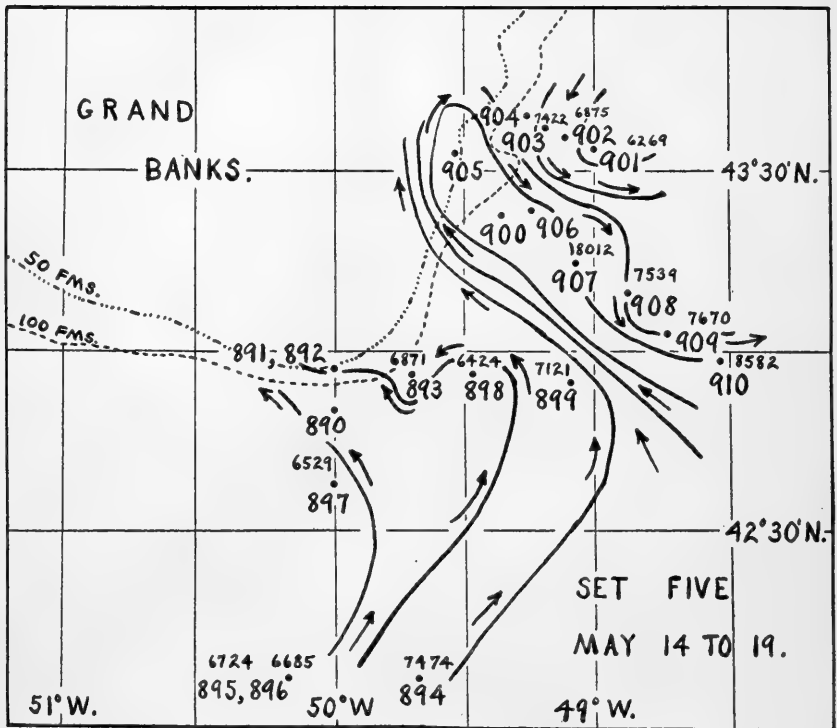 GRAND
BANKS.
904
7422
6875
903
902
6269
901
905
43°30'N.
900
906
18012
907
7539
908
50 FMS.
100 FMS.
7670
909
891, 892
6871
893
6424
898
7121
899
18582
910
890
6529
897
42°30'N.
SET FIVE
MAY 14 TO 19.
6724 6685
895, 896
7474
894
51°W.
50°W
49°W.